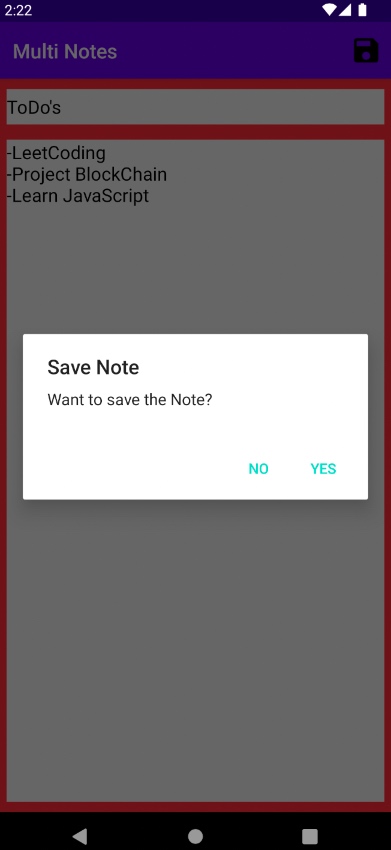 2:22
Multi Notes
ToDo's
-LeetCoding
-Project BlockChain
-Learn JavaScript
Save Note
Want to save the Note?
NO YES